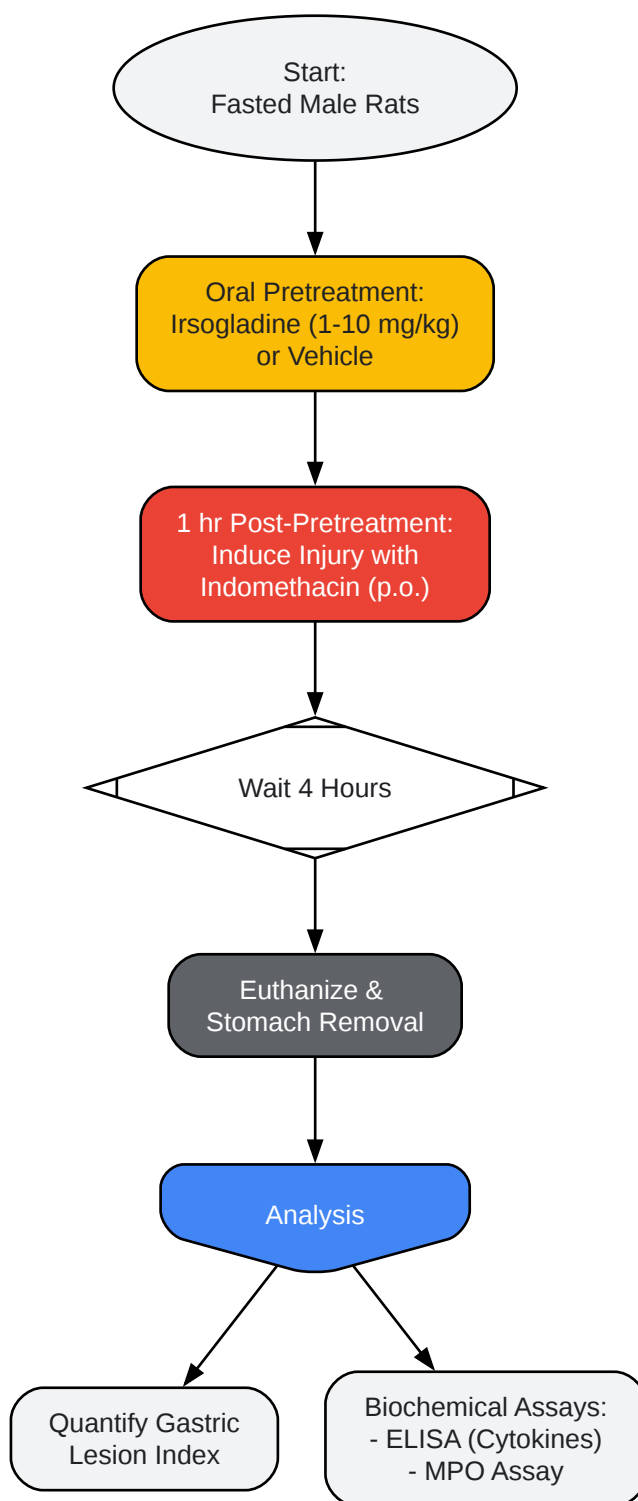 Start:
Fasted Male Rats
Oral Pretreatment:
Irsogladine (1-10 mg/kg)
or Vehicle
1 hr Post-Pretreatment:
Induce Injury with
Indomethacin (p.o.)
Wait 4 Hours
Euthanize &
Stomach Removal
Analysis
Quantify Gastric
Lesion Index
Biochemical Assays:
- ELISA (Cytokines)
- MPO Assay